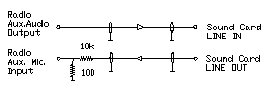 Radio
Aux.Audio
Output
Sound Card
LINE IN
Radio
Aux. Mic.
Input
10k
100
Sound Card
LINE OUT